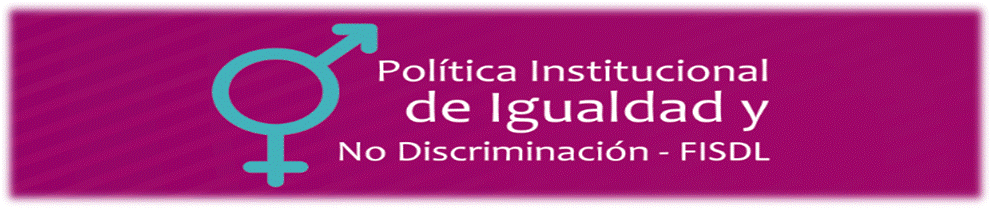 Política Institucional
de Igualdad y
No Discriminación - FISDL